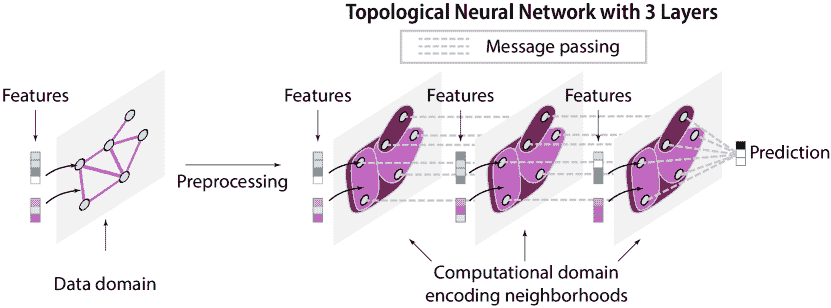 Topological Neural Network with 3 Layers
Message passing
Features
Features
Features
Features
Preprocessing
Prediction
Data domain
Computational domain
encoding neighborhoods